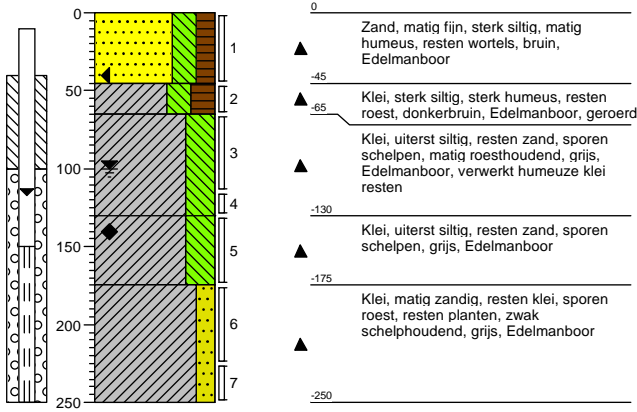 0
50
100
150
200
250
1
2
3
4
5
6
7
0
Zand, matig fijn, sterk siltig, matig
humeus, resten wortels, bruin,
Edelmanboor
-45
Klei, sterk siltig, sterk humeus, resten
roest, donkerbruin, Edelmanboor, geroerd
-65
Klei, uiterst siltig, resten zand, sporen
schelpen, matig roesthoudend, grijs,
Edelmanboor, verwerkt humeuze klei
resten
-130
Klei, uiterst siltig, resten zand, sporen
schelpen, grijs, Edelmanboor
-175
Klei, matig zandig, resten klei, sporen
roest, resten planten, zwak
schelphoudend, grijs, Edelmanboor
-250